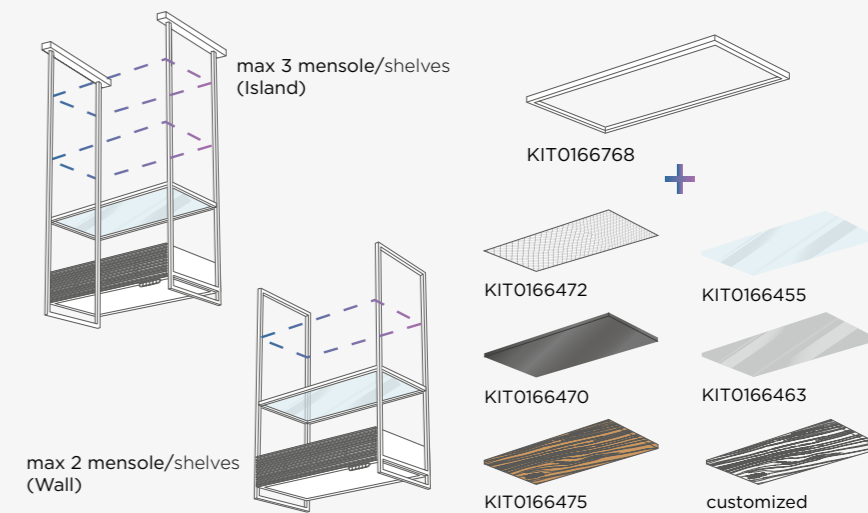 max 3 mensole/shelves
(Island)
KIT0166768
KIT0166472
KIT0166455
KIT0166470
KIT0166463
max 2 mensole/shelves
(Wall)
KIT0166475
customized